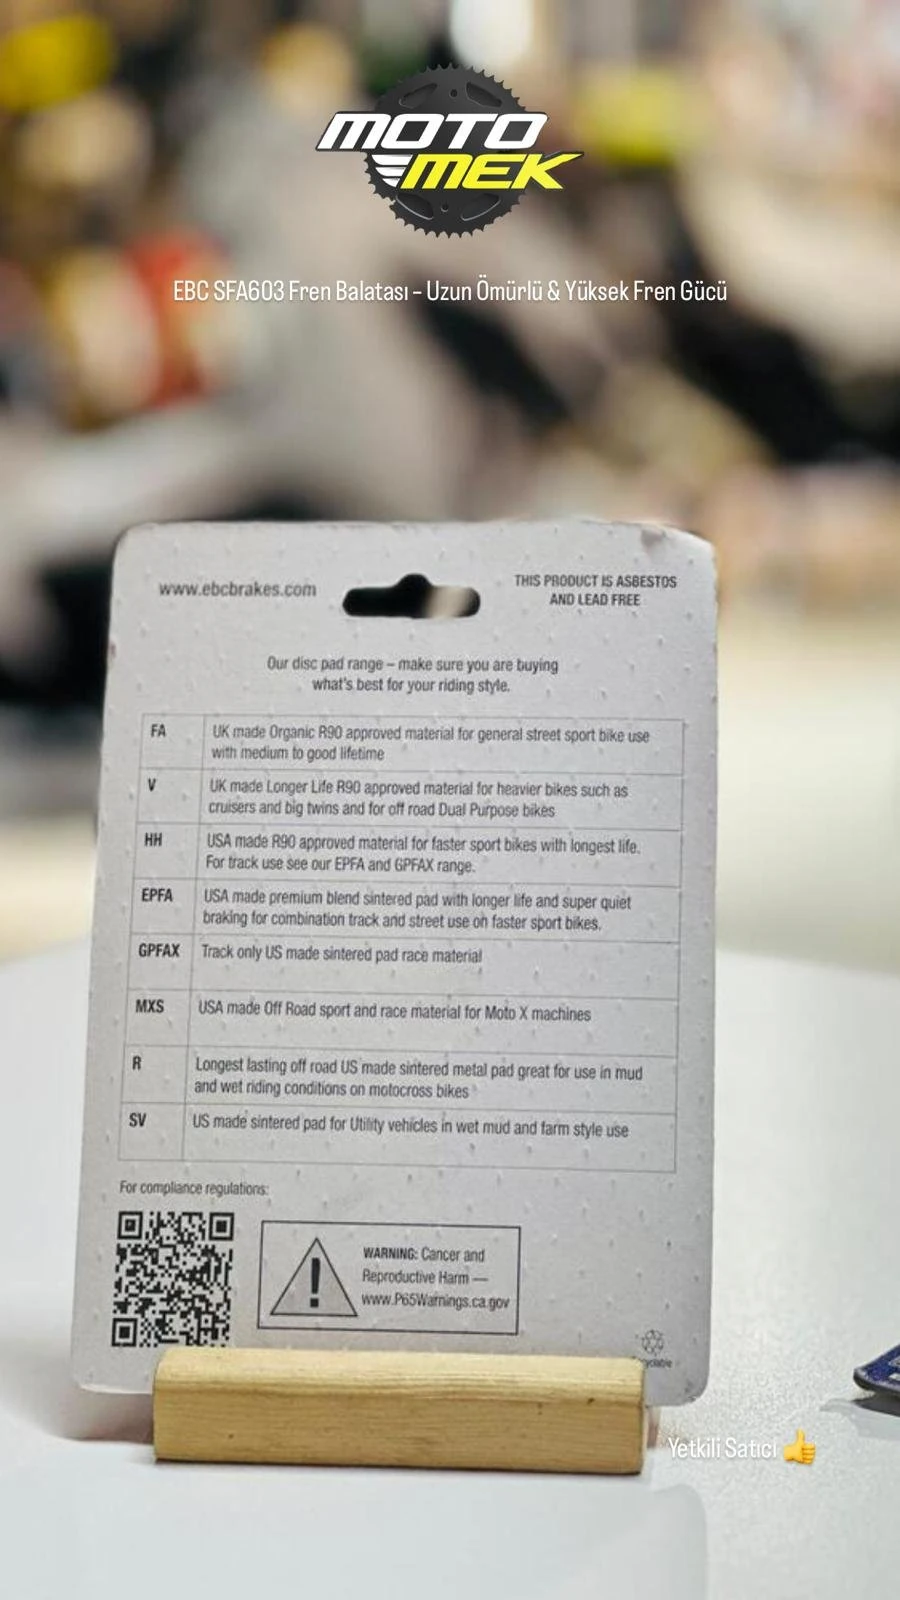 MOTO
MEK
EBC SFA603 Fren Balatası - Uzun Ömürlü & Yüksek Fren Gücü
www.ebcbrakes.com
THIS PRODUCT IS ASBESTOS
AND LEAD FREE
Our disc pad range – make sure you are buying
what's best for your riding style.
FA
UK made Organic R90 approved material for general street sport bike use
with medium to good lifetime
V
UK made Longer Life R90 approved material for heavier bikes such as
cruisers and big twins and for off road Dual Purpose bikes
HH
USA made R90 approved material for faster sport bikes with longest life.
For track use see our EPFA and GPFAX range.
EPFA
USA made premium blend sintered pad with longer life and super quiet
braking for combination track and street use on faster sport bikes.
GPFAX
Track only US made sintered pad race material
MXS
USA made Off Road sport and race material for Moto X machines
R
Longest lasting off road US made sintered metal pad great for use in mud
and wet riding conditions on motocross bikes
SV
US made sintered pad for Utility vehicles in wet mud and farm style use
For compliance regulations:
WARNING: Cancer and
Reproductive Harm —
www.P65Warnings.ca.gov
Yetkili Satıcı 👍